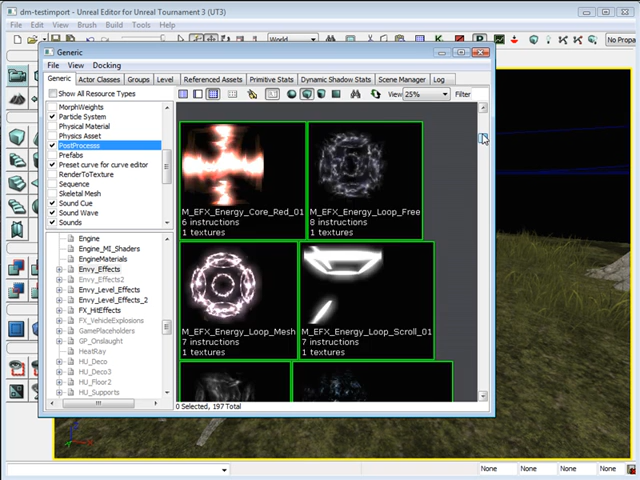 dm-testimport - Unreal Editor for Unreal Tournament 3 (UT3)
File Edit View Brush Build Tools Help
World
No Propa
Generic
File View Docking
Generic Actor Classes Groups Level Referenced Assets Primitive Stats Dynamic Shadow Stats Scene Manager Log
Show All Resource Types
View 25% Filter
MorphWeights
Particle System
Physical Material
Physics Asset
PostProcess
Prefabs
Preset curve for curve editor
RenderToTexture
Sequence
Skeletal Mesh
Sound Cue
Sound Wave
Sounds
Engine
Engine_MI_Shaders
EngineMaterials
Envy_Effects
Envy_Effects2
Envy_Level_Effects
Envy_Level_Effects_2
FX_HitEffects
FX_VehicleExplosions
GamePlaceholders
GP_Onslaught
HeatRay
HU_Deco
HU_Deco3
HU_Floor2
HU_Supports
M_EFX_Energy_Core_Red_01
6 instructions
1 textures
M_EFX_Energy_Loop_Free
8 instructions
1 textures
M_EFX_Energy_Loop_Mesh
7 instructions
1 textures
M_EFX_Energy_Loop_Scroll_01
7 instructions
1 textures
0 Selected, 197 Total
None None None None